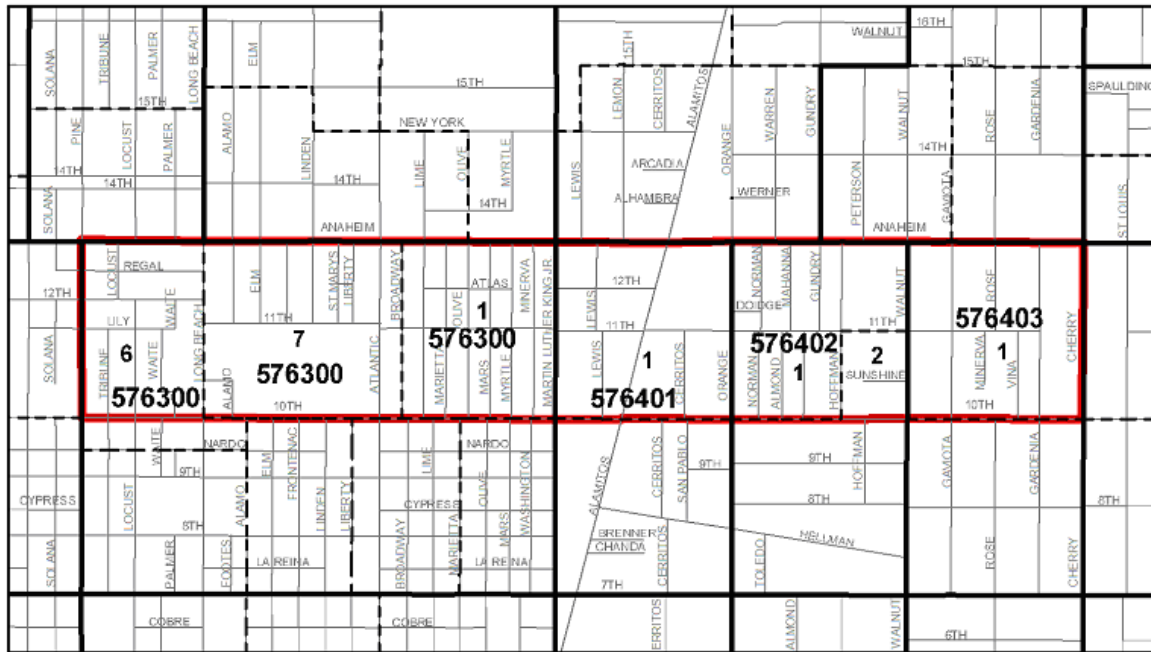 SOLANA
TRIBUNE
PALMER
LONG BEACH
ELM
15TH
LEMON
CERRITOS
ALAMITOS
WALNUT
16TH
15TH
SPAULDING
15TH
15TH
PINE
LOCUST
PALMER
ALAMO
LINDEN
NEW YORK
LIME
OLIVE
MYRTLE
LEWIS
ORANGE
WARREN
GUNDRY
WALNUT
ROSE
GARDENIA
14TH
14TH
14TH
14TH
ARCADIA
ALHAMBRA
WERNER
PETERSON
14TH
GAVIOTA
ST LOUIS
SOLANA
ANAHEIM
ANAHEIM
LOCUST
REGAL
ELM
ST MARYS
LIBERTY
BROADWAY
ATLAS
OLIVE
MINERVA
MARTIN LUTHER KING JR
12TH
NORMAN
MAHANNA
GUNDRY
WALNUT
ROSE
12TH
LILY
WAITE
LONG BEACH
11TH
1
576300
LEWIS
11TH
DOIDGE
11TH
576403
CHERRY
SOLANA
6
TRIBUNE
WAITE
576300
7
576300
ALAMO
10TH
ATLANTIC
MARIETTA
MARS
MYRTLE
LEWIS
1
576401
CERRITOS
ORANGE
576402
1
NORMAN
ALMOND
HOFFMAN
2
SUNSHINE
MINERVA
1
VINA
10TH
WAITE
NARDO
9TH
ELM
FRONTENAC
LIME
NARDO
CERRITOS
SAN PABLO
9TH
9TH
HOFFMAN
GAVIOTA
GARDENIA
CYPRESS
LOCUST
8TH
ALAMO
LINDEN
LIBERTY
CYPRESS
OLIVE
MARS
WASHINGTON
ALAMITOS
8TH
8TH
SOLANA
PALMER
FOOTES
LA REINA
BROADWAY
MARIETTA
LA REINA
BRENNER
CHANDA
CERRITOS
7TH
TOLEDO
HELLMAN
ROSE
CHERRY
COBRE
COBRE
ERRITOS
ALMOND
WALNUT
6TH